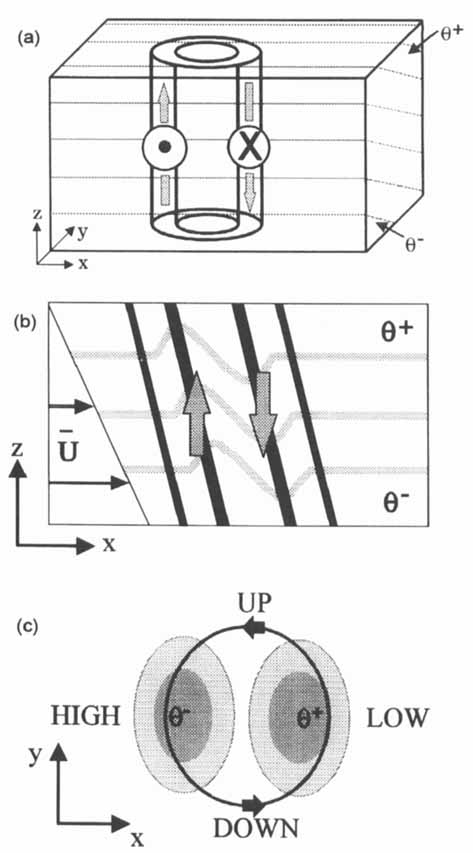 (a)
θ+
X
z
y
x
θ-
(b)
θ+
Ū
z
θ-
x
UP
(c)
HIGH θ- θ+ LOW
y
DOWN
x